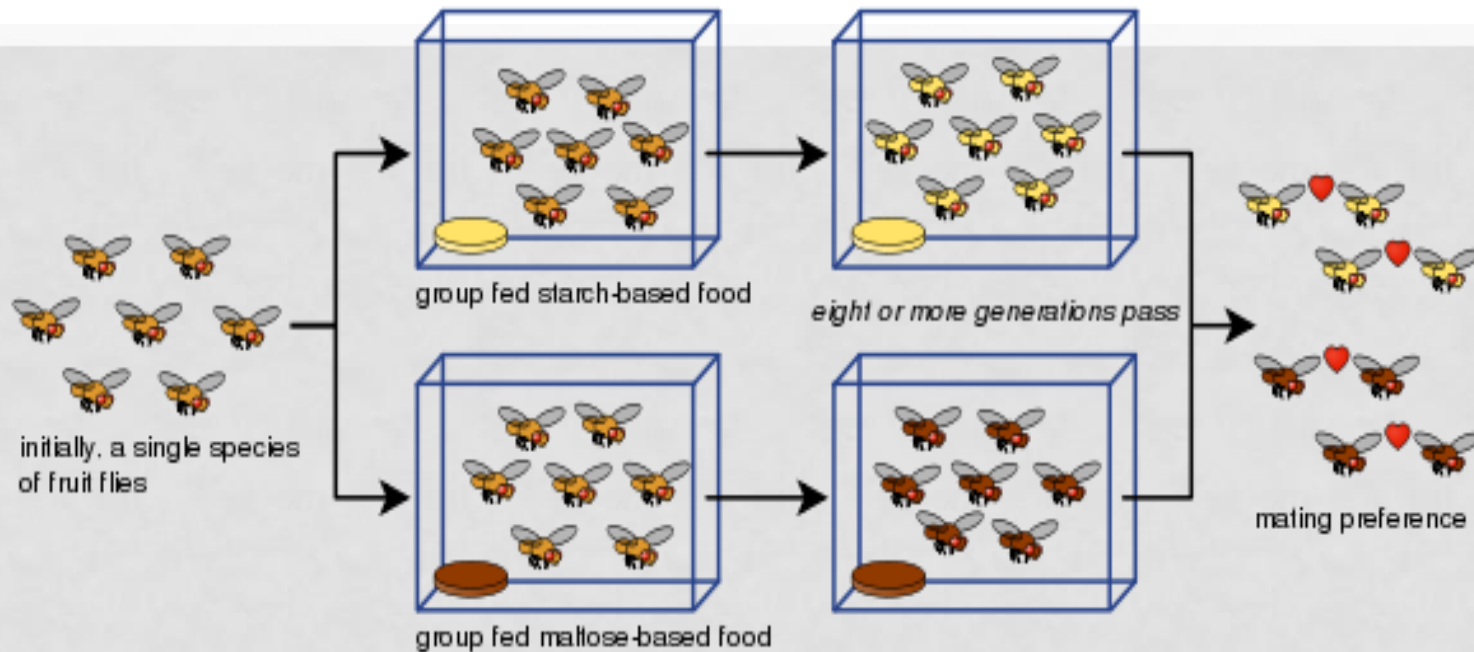 group fed starch-based food
eight or more generations pass
initially, a single species
of fruit flies
mating preference
group fed maltose-based food